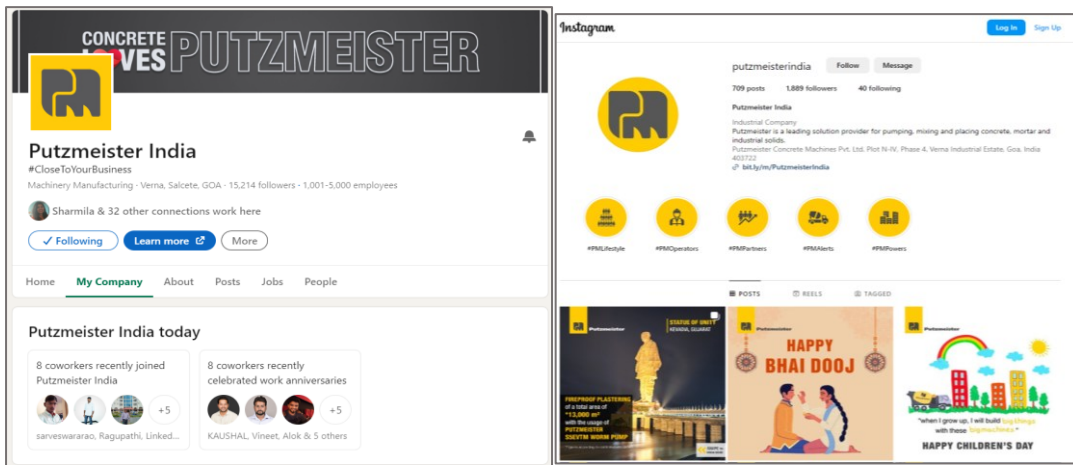 CONCRETE
L VES PUTZMEISTER
Putzmeister India
#CloseToYourBusiness
Machinery Manufacturing · Verna, Salcete, GOA · 15,214 followers · 1,001-5,000 employees
Sharmila & 32 other connections work here
✓ Following
Learn more
More
Home My Company About Posts Jobs People
Putzmeister India today
8 coworkers recently joined
Putzmeister India
+5
sarveswararao, Ragupathi, Linked...
8 coworkers recently
celebrated work anniversaries
+5
KAUSHAL, Vineet, Alok & 5 others
Instagram
Log In Sign Up
putzmeisterindia Follow Message
709 posts 1,889 followers 40 following
Putzmeister India
Industrial Company
Putzmeister is a leading solution provider for pumping, mixing and placing concrete, mortar and
industrial solids.
Putzmeister Concrete Machines Pvt. Ltd. Plot N-IV, Phase 4, Verna Industrial Estate, Goa, India
403722
bit.ly/m/PutzmeisterIndia
#PMLifestyle #PMOperators #PMPartners #PMAlerts #PMPowers
POSTS REELS TAGGED
Putzmeister
STATUE OF UNITY
KEVADIA, GUJARAT
FIREPROOF PLASTERING
of a total area of
"13,000 m²
with the usage of
PUTZMEISTER
SSEVTM WORM PUMP
Putzmeister
HAPPY
BHAI DOOJ
Putzmeister
"when I grow up, I will build big things
with these big machines "
HAPPY CHILDREN'S DAY